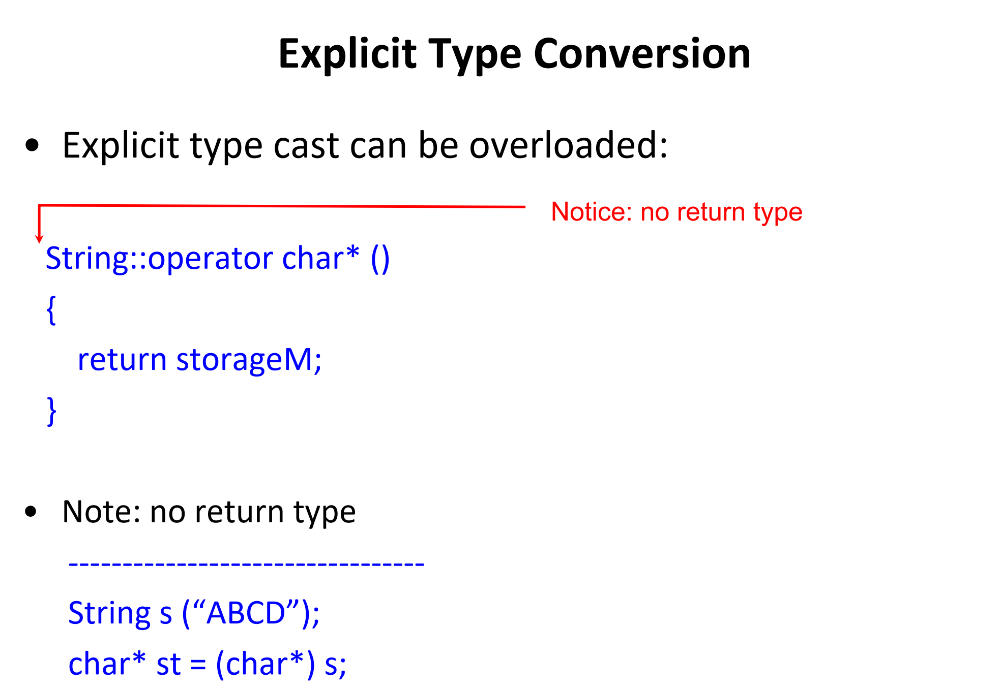 Explicit Type Conversion
• Explicit type cast can be overloaded:
Notice: no return type
String::operator char* ()
{
return storageM;
}
• Note: no return type
---------------------------------
String s (“ABCD”);
char* st = (char*) s;